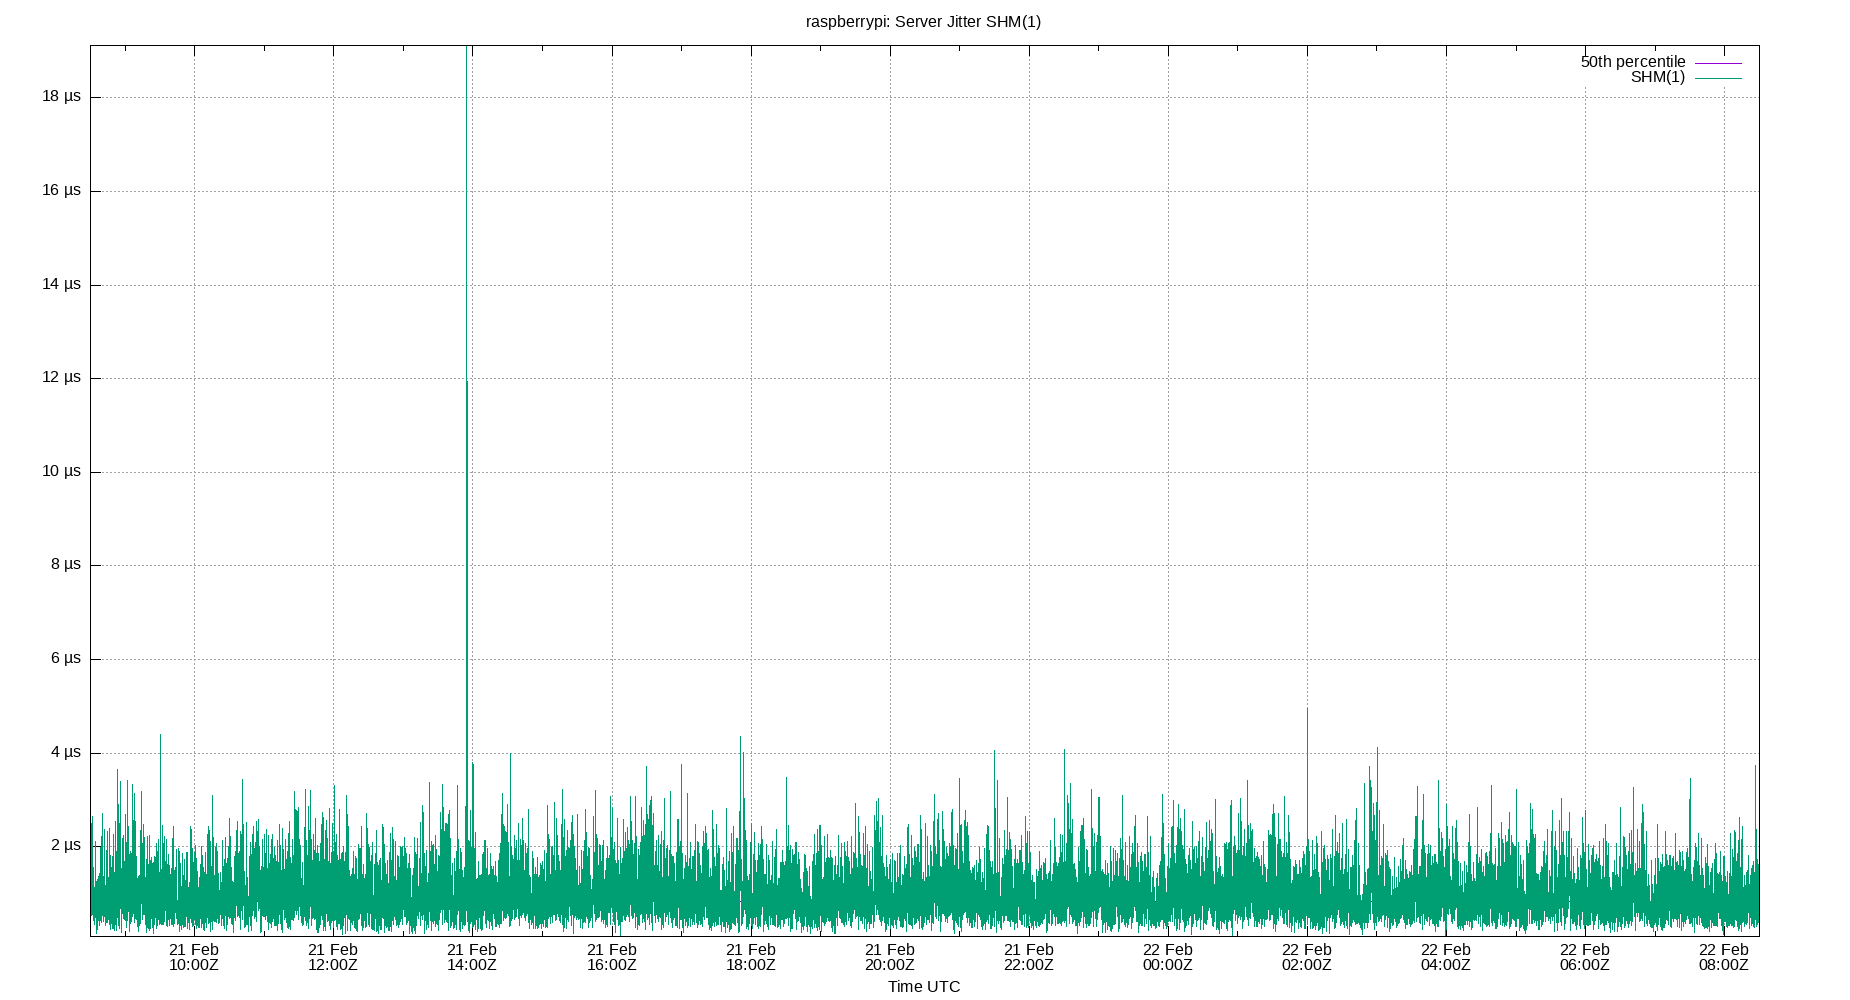 raspberrypi: Server Jitter SHM(1)
50th percentile
SHM(1)
18 µs
16 µs
14 µs
12 µs
10 µs
8 µs
6 µs
4 µs
2 µs
21 Feb 21 Feb 21 Feb 21 Feb 21 Feb 21 Feb 21 Feb 22 Feb 22 Feb 22 Feb 22 Feb 22 Feb
10:00Z 12:00Z 14:00Z 16:00Z 18:00Z 20:00Z 22:00Z 00:00Z 02:00Z 04:00Z 06:00Z 08:00Z
Time UTC